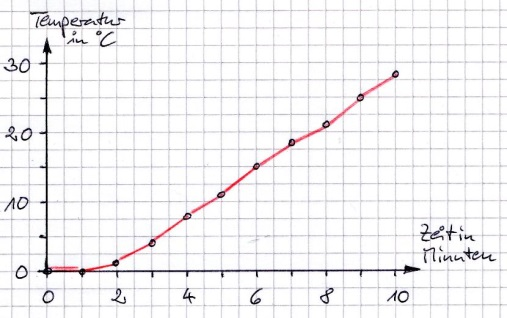 Temperatur
in °C
30
20
10
0
0 2 4 6 8 10
Zeit in
Minuten